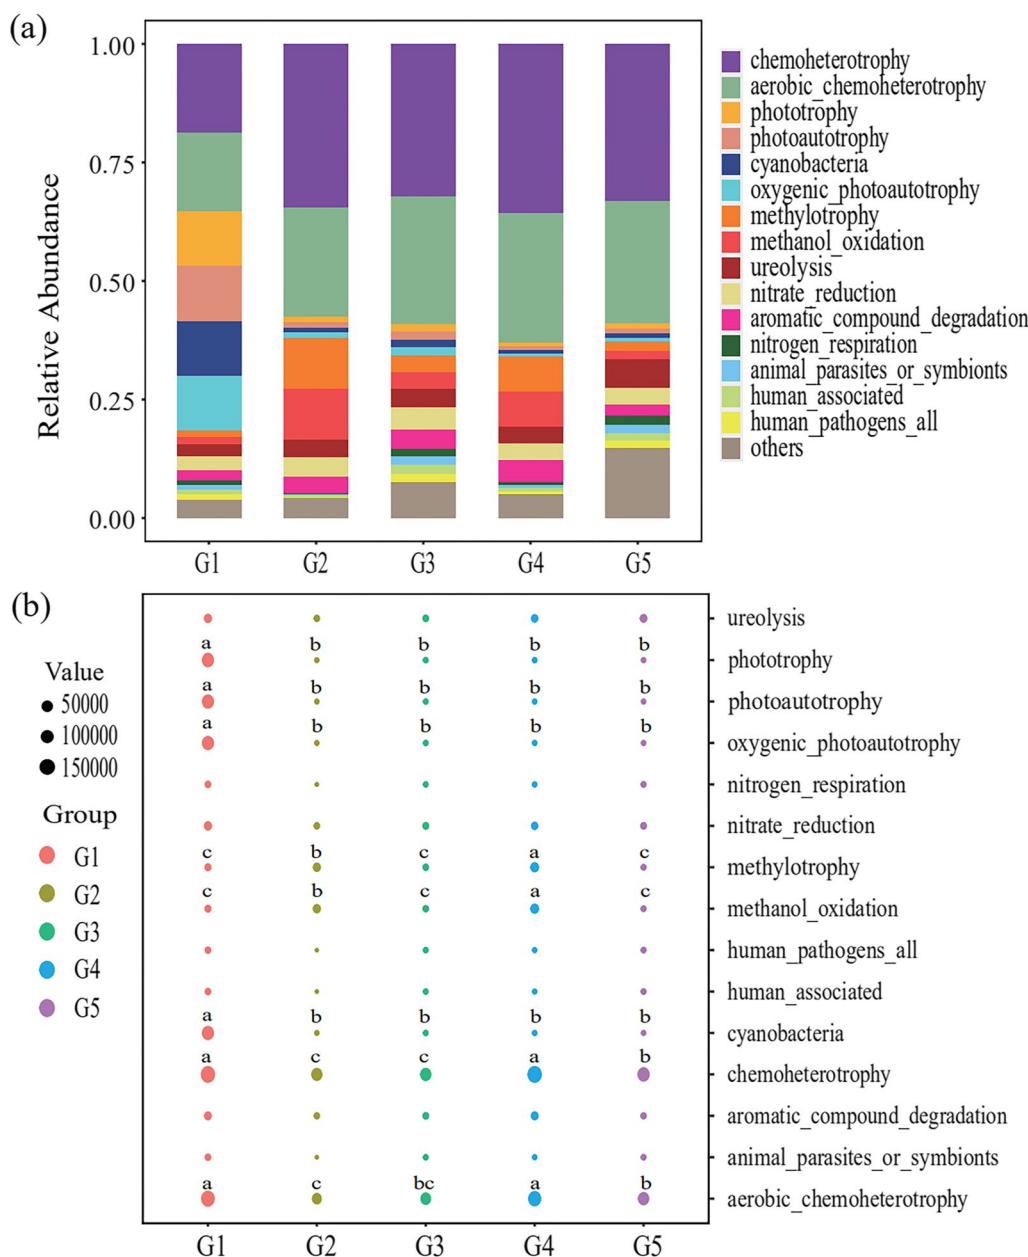 (a)
Relative Abundance
1.00
0.75
0.50
0.25
0.00
G1 G2 G3 G4 G5
chemoheterotrophy
aerobic_chemoheterotrophy
phototrophy
photoautotrophy
cyanobacteria
oxygenic_photoautotrophy
methylotrophy
methanol_oxidation
ureolysis
nitrate_reduction
aromatic_compound_degradation
nitrogen_respiration
animal_parasites_or_symbionts
human_associated
human_pathogens_all
others
(b)
Value
50000
100000
150000
Group
G1
G2
G3
G4
G5
ureolysis
a b b b b
phototrophy
a b b b b
photoautotrophy
a b b b b
oxygenic_photoautotrophy
nitrogen_respiration
nitrate_reduction
c b c a c
methylotrophy
c b c a c
methanol_oxidation
human_pathogens_all
human_associated
a b b b b
cyanobacteria
a c c a b
chemoheterotrophy
aromatic_compound_degradation
animal_parasites_or_symbionts
a c bc a b
aerobic_chemoheterotrophy
G1 G2 G3 G4 G5